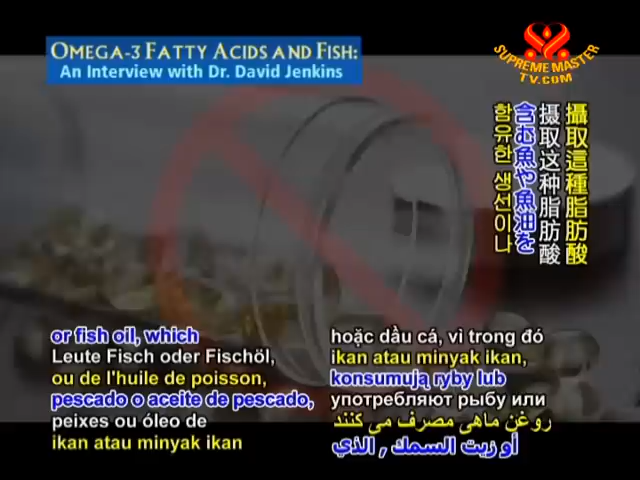 OMEGA-3 FATTY ACIDS AND FISH:
An Interview with Dr. David Jenkins
SUPREME MASTER
TV.COM
攝取這種脂肪酸
摄取这种脂肪酸
含む魚や魚油を
함유한 생선이나
or fish oil, which
Leute Fisch oder Fischöl,
ou de l'huile de poisson,
pescado o aceite de pescado,
peixes ou óleo de
ikan atau minyak ikan
hoặc dầu cá, vì trong đó
ikan atau minyak ikan,
konsumują ryby lub
употребляют рыбу или
روغن ماهی مصرف می کنند
أو زيت السمك , الذي